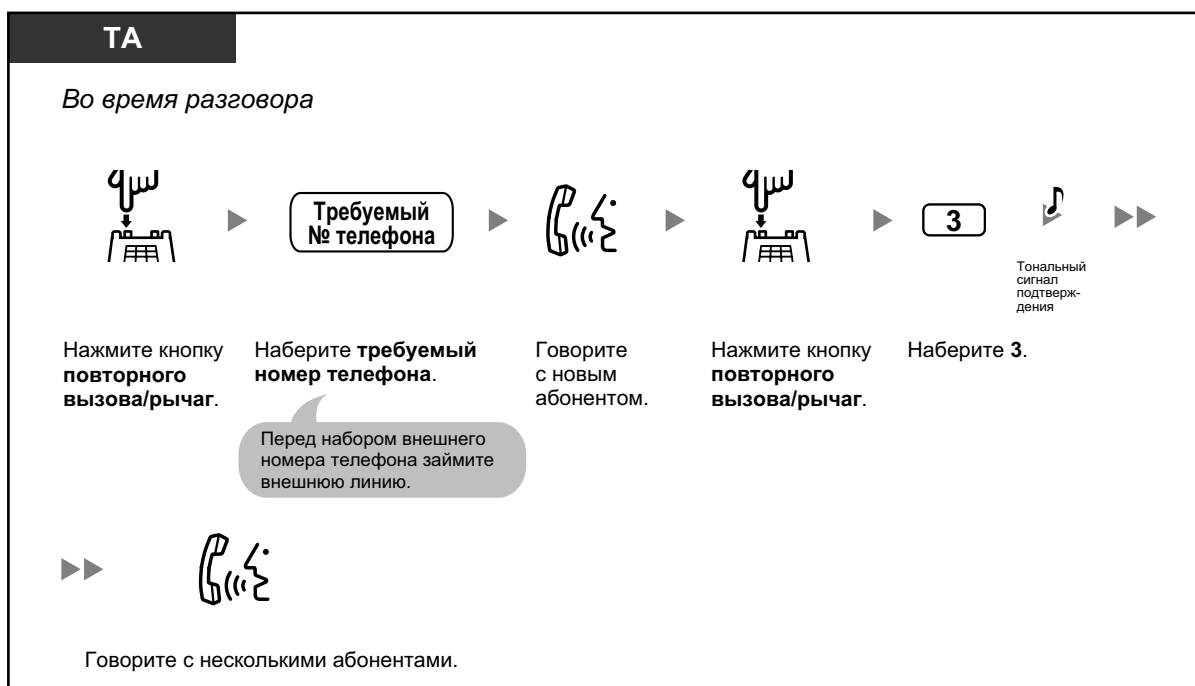 ТА
Во время разговора
Требуемый
№ телефона
3
Тональный
сигнал
подтверж-
дения
Нажмите кнопку
повторного
вызова/рычаг.
Наберите требуемый
номер телефона.
Перед набором внешнего
номера телефона займите
внешнюю линию.
Говорите
с новым
абонентом.
Нажмите кнопку
повторного
вызова/рычаг.
Наберите 3.
Говорите с несколькими абонентами.